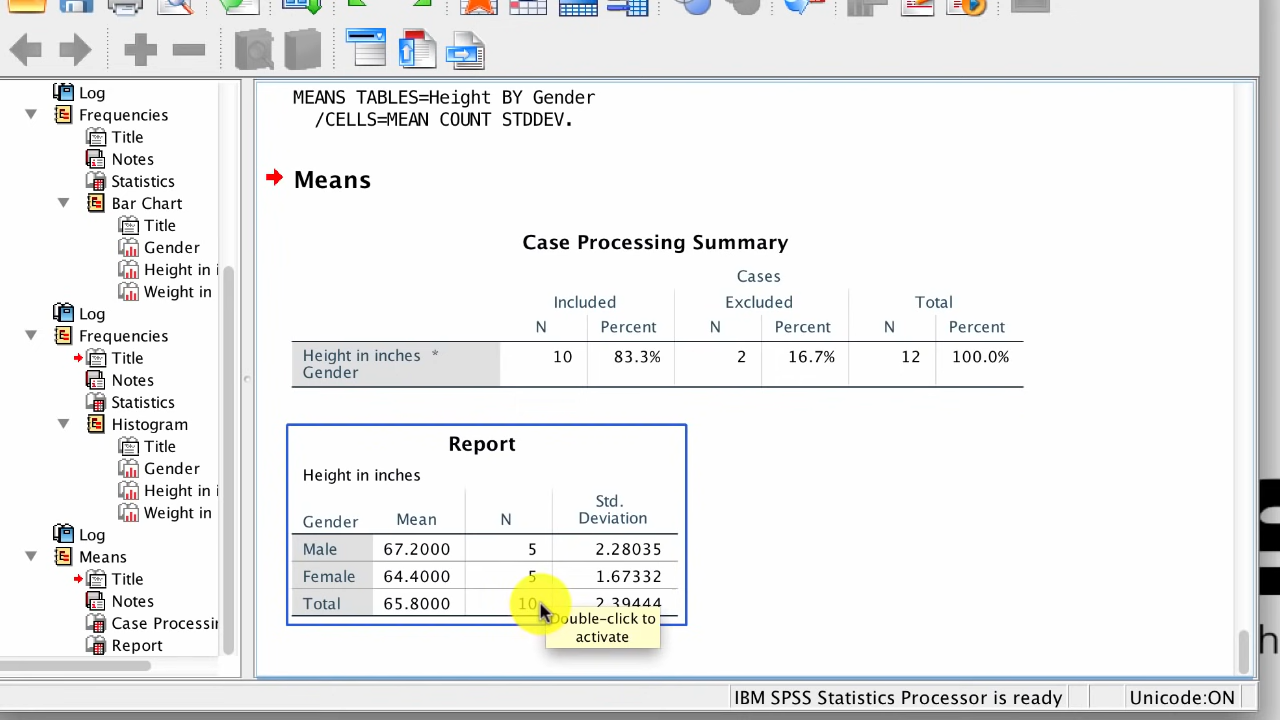 Log
Frequencies
Title
Notes
Statistics
Bar Chart
Title
Gender
Height in i
Weight in
Log
Frequencies
Title
Notes
Statistics
Histogram
Title
Gender
Height in i
Weight in
Log
Means
Title
Notes
Case Processin
Report
MEANS TABLES=Height BY Gender
/CELLS=MEAN COUNT STDDEV.
Means
Case Processing Summary
Cases
Included Excluded Total
N Percent N Percent N Percent
Height in inches * Gender 10 83.3% 2 16.7% 12 100.0%
Report
Height in inches
Gender Mean N Std. Deviation
Male 67.2000 5 2.28035
Female 64.4000 5 1.67332
Total 65.8000 10 2.39444
Double-click to
activate
IBM SPSS Statistics Processor is ready Unicode:ON